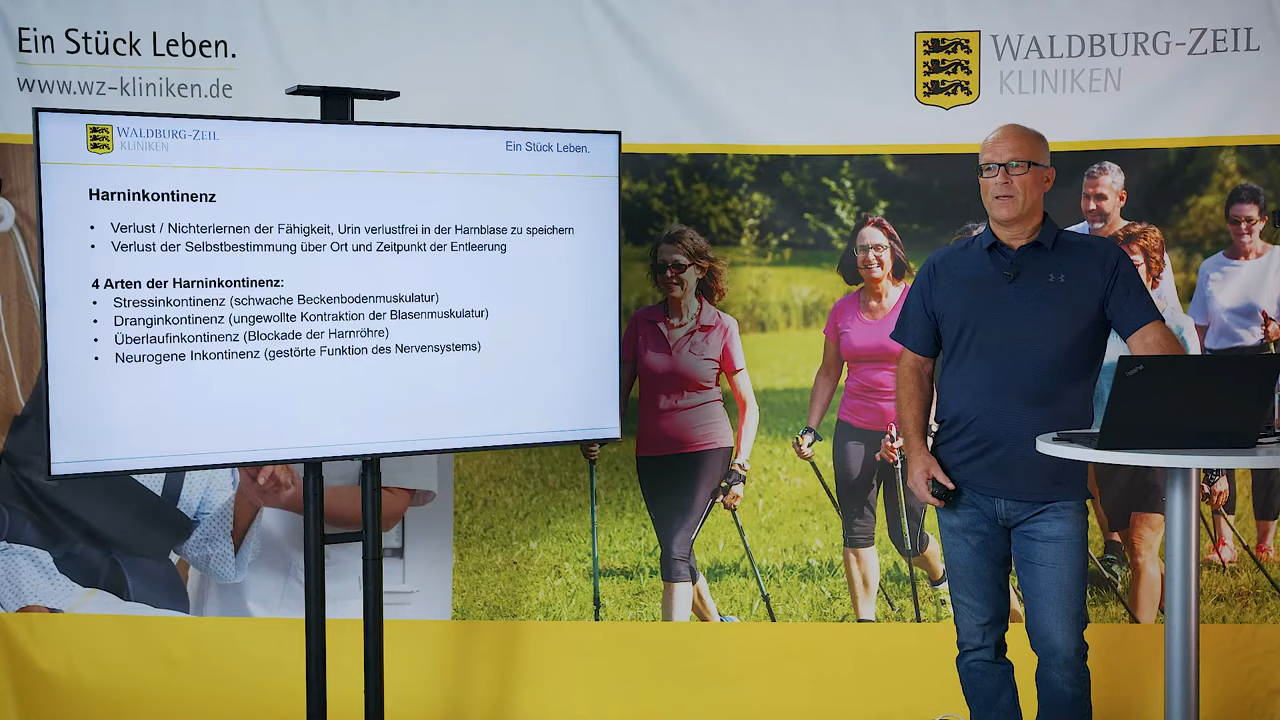 Ein Stück Leben.
www.wz-kliniken.de
WALDBURG-ZEIL
KLINIKEN
WALDBURG-ZEIL
KLINIKEN
Ein Stück Leben.
Harninkontinenz
• Verlust / Nichterlernen der Fähigkeit, Urin verlustfrei in der Harnblase zu speichern
• Verlust der Selbstbestimmung über Ort und Zeitpunkt der Entleerung
4 Arten der Harninkontinenz:
• Stressinkontinenz (schwache Beckenbodenmuskulatur)
• Dranginkontinenz (ungewollte Kontraktion der Blasenmuskulatur)
• Überlaufinkontinenz (Blockade der Harnröhre)
• Neurogene Inkontinenz (gestörte Funktion des Nervensystems)
ThinkPad